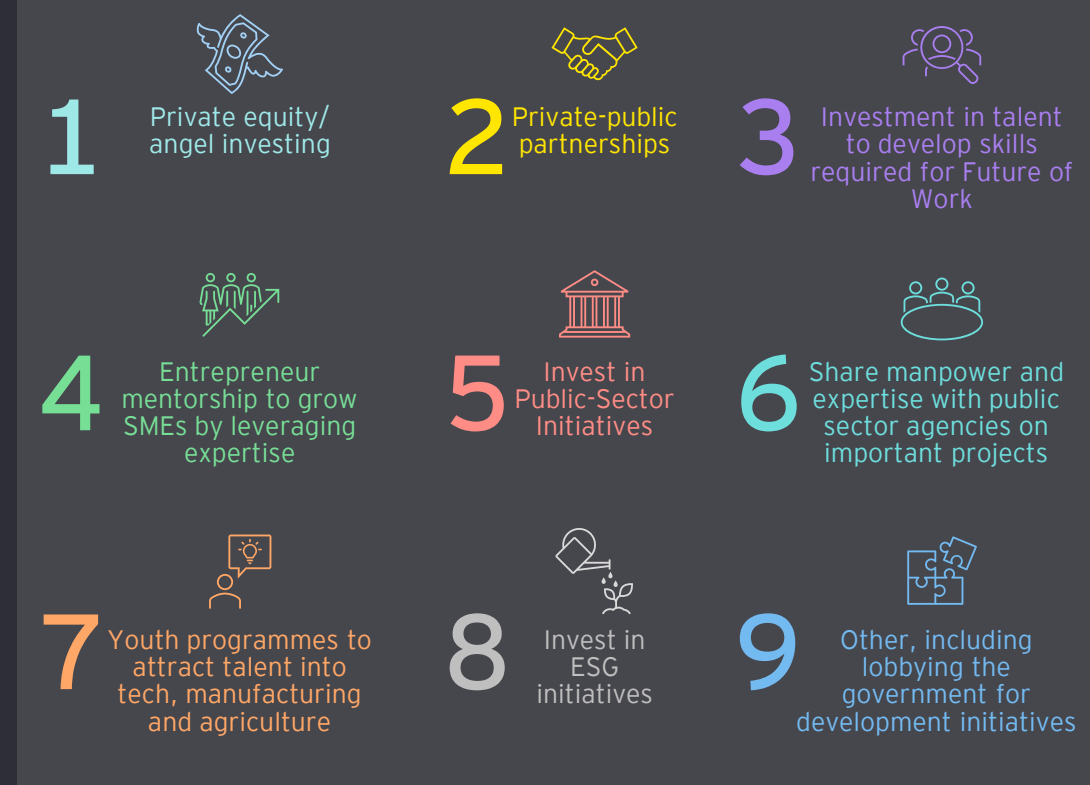 1
Private equity/
angel investing
2
Private-public
partnerships
3
Investment in talent
to develop skills
required for Future of
Work
4
Entrepreneur
mentorship to grow
SMEs by leveraging
expertise
5
Invest in
Public-Sector
Initiatives
6
Share manpower and
expertise with public
sector agencies on
important projects
7
Youth programmes to
attract talent into
tech, manufacturing
and agriculture
8
Invest in
ESG
initiatives
9
Other, including
lobbying the
government for
development initiatives